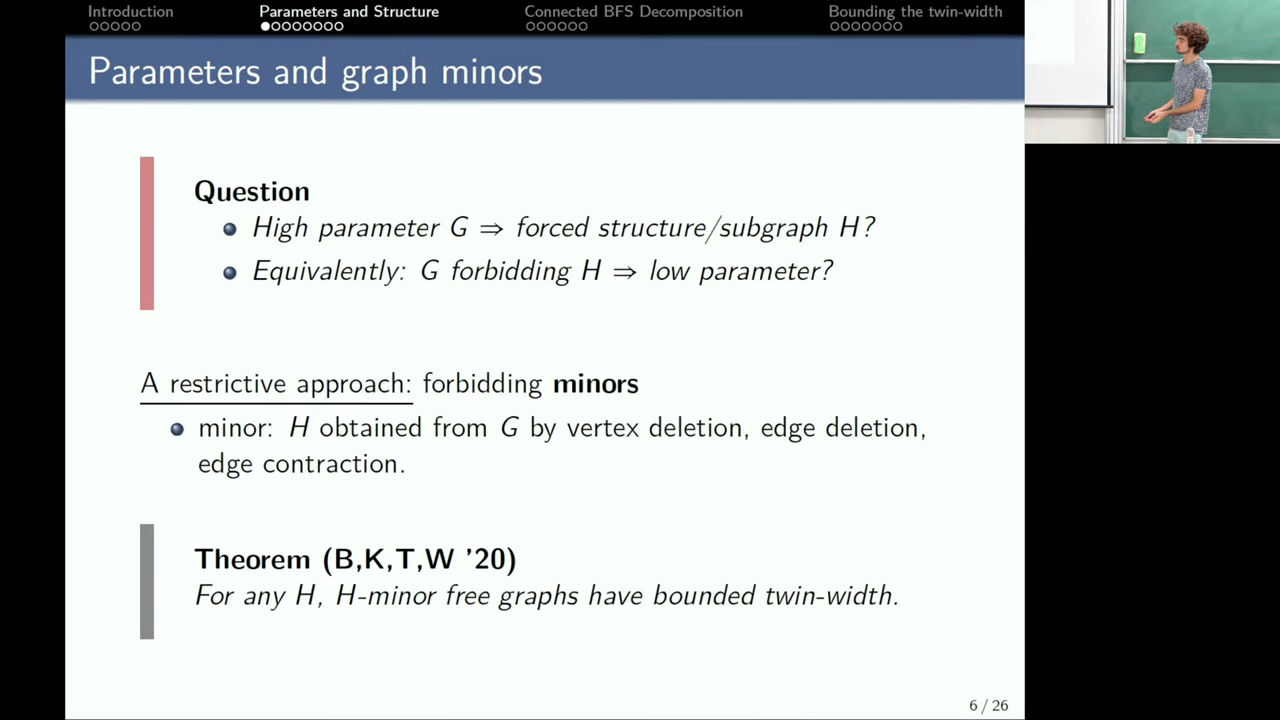 Introduction
Parameters and Structure
Connected BFS Decomposition
Bounding the twin-width
Parameters and graph minors
Question
High parameter G ⇒ forced structure/subgraph H?
Equivalently: G forbidding H ⇒ low parameter?
A restrictive approach: forbidding minors
minor: H obtained from G by vertex deletion, edge deletion,
edge contraction.
Theorem (B,K,T,W '20)
For any H, H-minor free graphs have bounded twin-width.
6 / 26